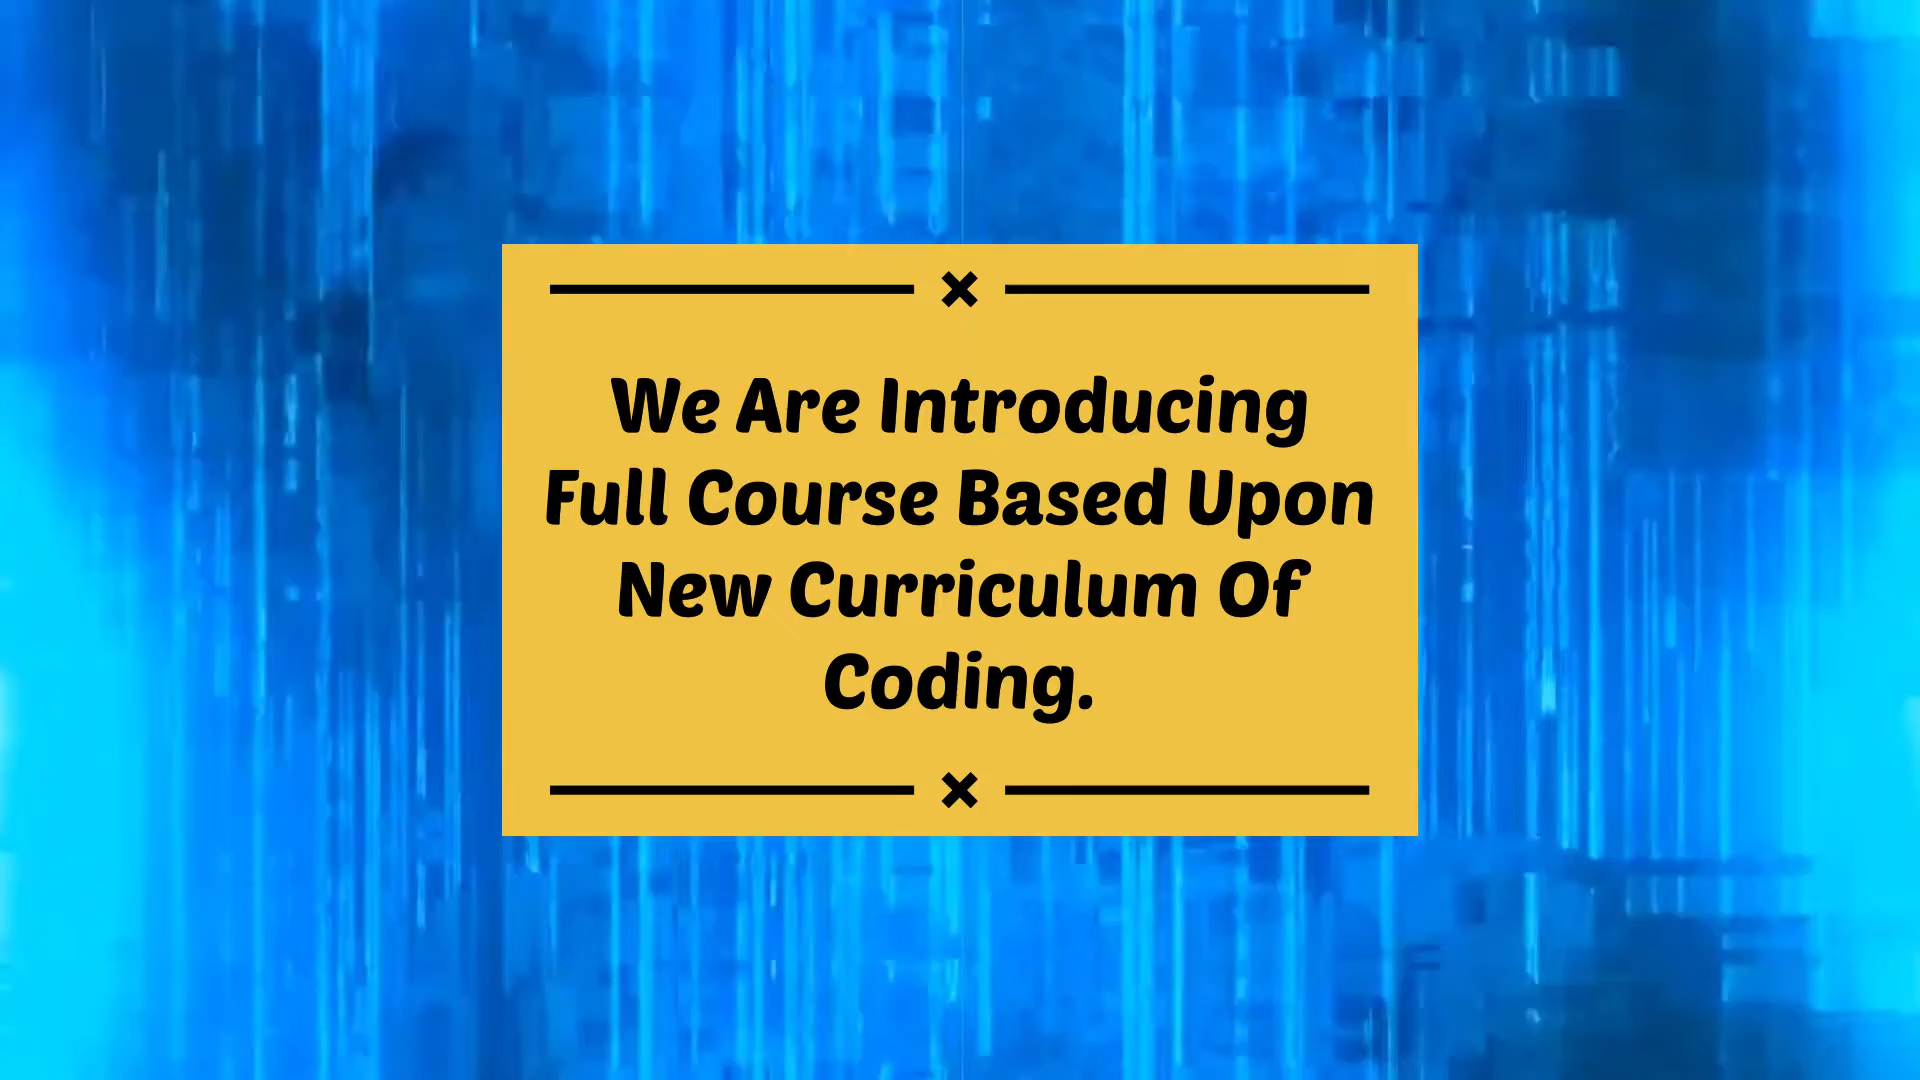 We Are Introducing
Full Course Based Upon
New Curriculum Of
Coding.